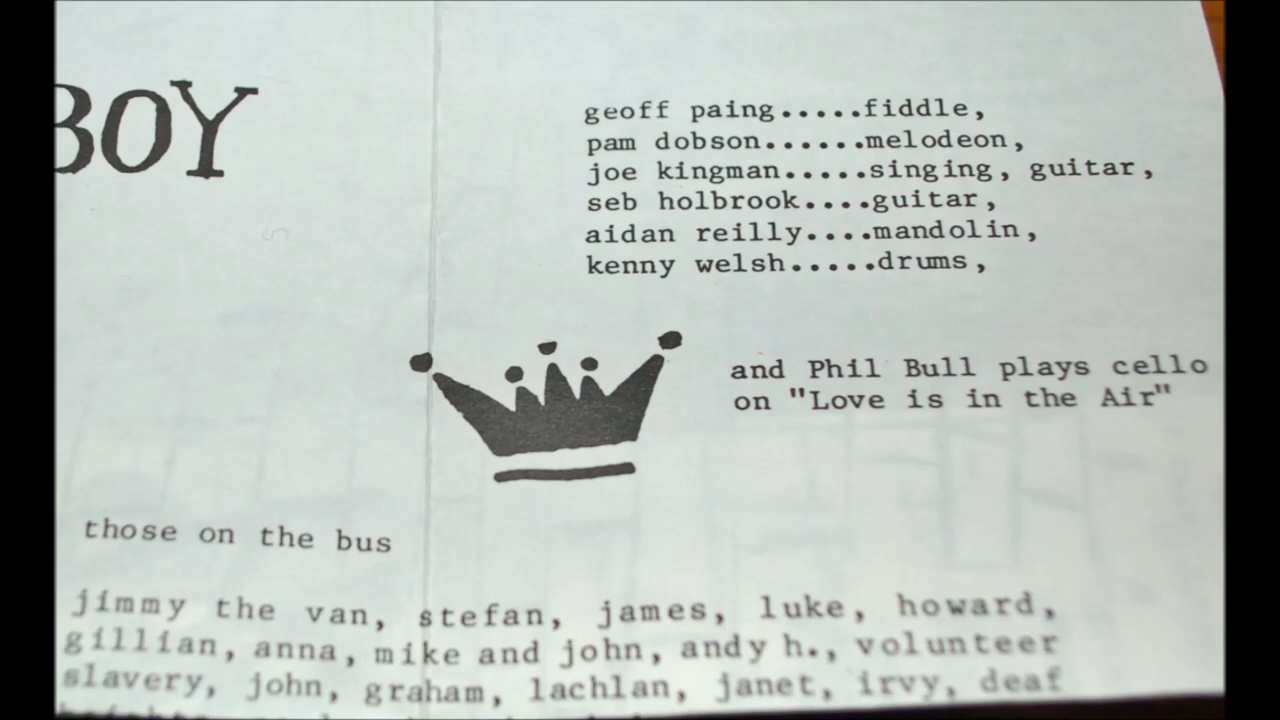 BOY
geoff paing.....fiddle,
pam dobson......melodeon,
joe kingman.....singing, guitar,
seb holbrook....guitar,
aidan reilly....mandolin,
kenny welsh.....drums,
and Phil Bull plays cello
on "Love is in the Air"
those on the bus
jimmy the van, stefan, james, luke, howard,
gillian, anna, mike and john, andy h., volunteer
slavery, john, graham, lachlan, janet, irvy, deaf